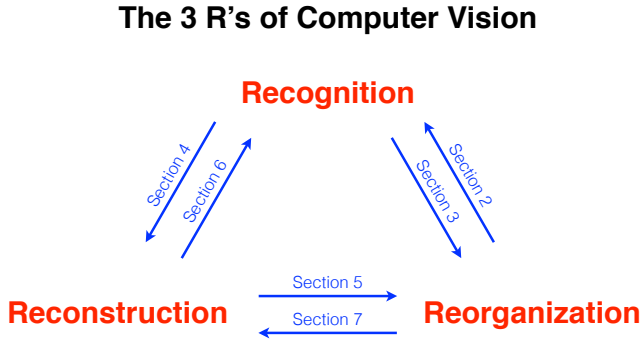 The 3 R's of Computer Vision
Recognition
Section 4
Section 6
Section 3
Section 2
Section 5
Reconstruction
Reorganization
Section 7